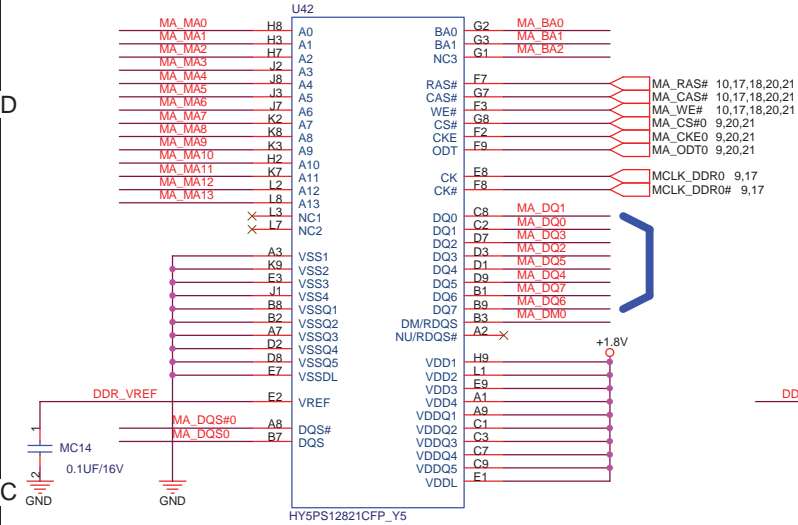 U42
MA_MA0 H8 A0 BA0 G2 MA_BA0
MA_MA1 H3 A1 BA1 G3 MA_BA1
MA_MA2 H7 A2 NC3 G1 MA_BA2
MA_MA3 J2 A3
MA_MA4 J8 A4 RAS# F7 MA_RAS# 10,17,18,20,21
MA_MA5 J3 A5 CAS# G7 MA_CAS# 10,17,18,20,21
MA_MA6 J7 A6 WE# F3 MA_WE# 10,17,18,20,21
MA_MA7 K2 A7 CS# G8 MA_CS#0 9,20,21
MA_MA8 K8 A8 CKE F2 MA_CKE0 9,20,21
MA_MA9 K3 A9 ODT F9 MA_ODT0 9,20,21
MA_MA10 H2 A10
MA_MA11 K7 A11 CK E8 MCLK_DDR0 9,17
MA_MA12 L2 A12 CK# F8 MCLK_DDR0# 9,17
MA_MA13 L8 A13
L3 NC1 DQ0 C8 MA_DQ1
L7 NC2 DQ1 C2 MA_DQ0
DQ2 D7 MA_DQ3
A3 VSS1 DQ3 D3 MA_DQ2
K9 VSS2 DQ4 D1 MA_DQ5
E3 VSS3 DQ5 D9 MA_DQ4
J1 VSS4 DQ6 B1 MA_DQ7
B8 VSSQ1 DQ7 B9 MA_DQ6
B2 VSSQ2 DM/RDQS B3 MA_DM0
A7 VSSQ3 NU/RDQS# A2
D2 VSSQ4 +1.8V
D8 VSSQ5 VDD1 H9
E7 VSSDL VDD2 L1
VDD3 E9
DDR_VREF E2 VREF VDD4 A1
VDDQ1 A9
MA_DQS#0 A8 DQS# VDDQ2 C1
MA_DQS0 B7 DQS VDDQ3 C3
VDDQ4 C7
VDDQ5 C9
VDDL E1
1
MC14
0.1UF/16V
2
GND
GND
HY5PS12821CFP_Y5
D
C
DD